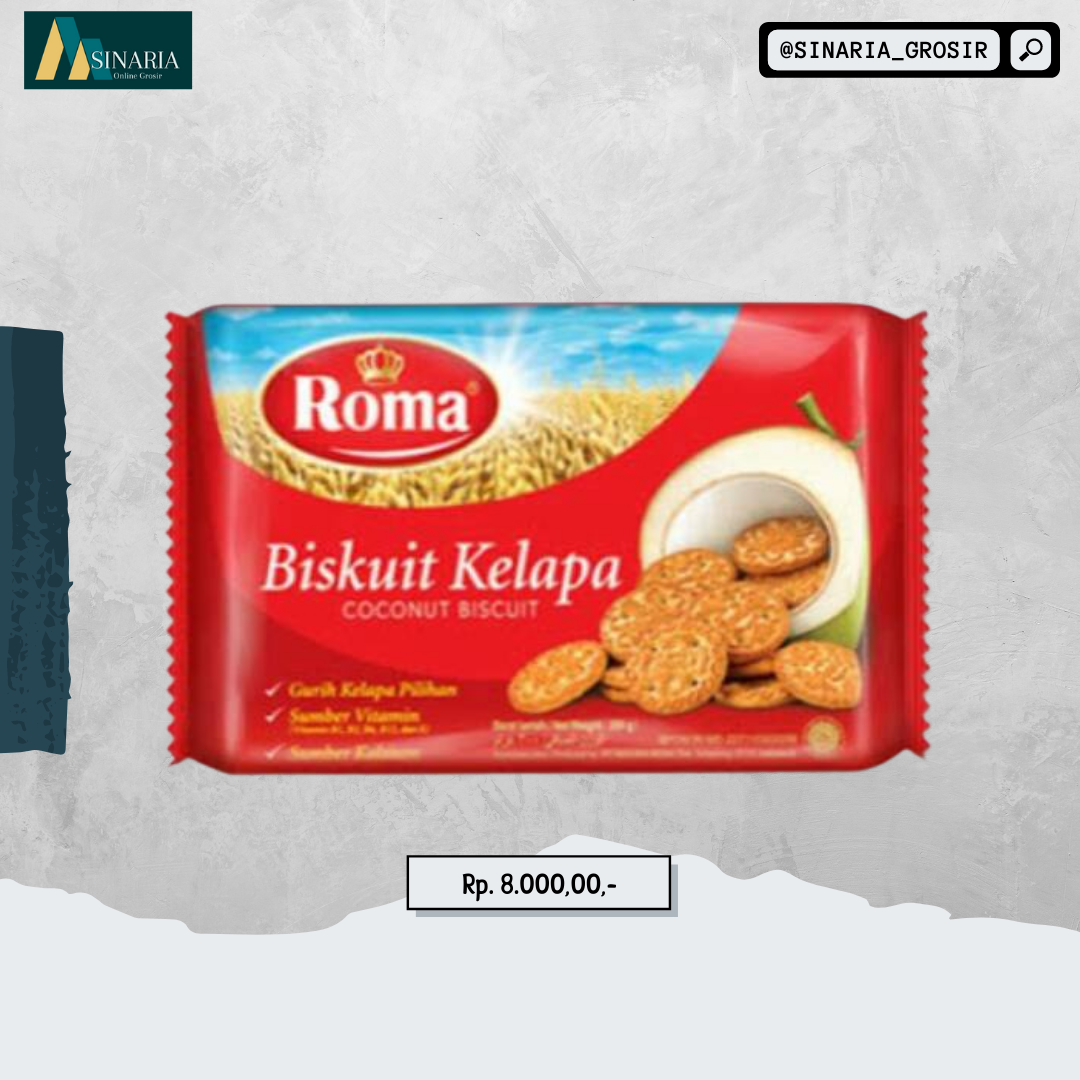 SINARIA
Online Grosir
@SINARIA_GROSIR
Roma
Biskuit Kelapa
COCONUT BISCUIT
Gurih Kelapa Pilihan
Sumber Vitamin
Sumber
Rp. 8.000,00,-